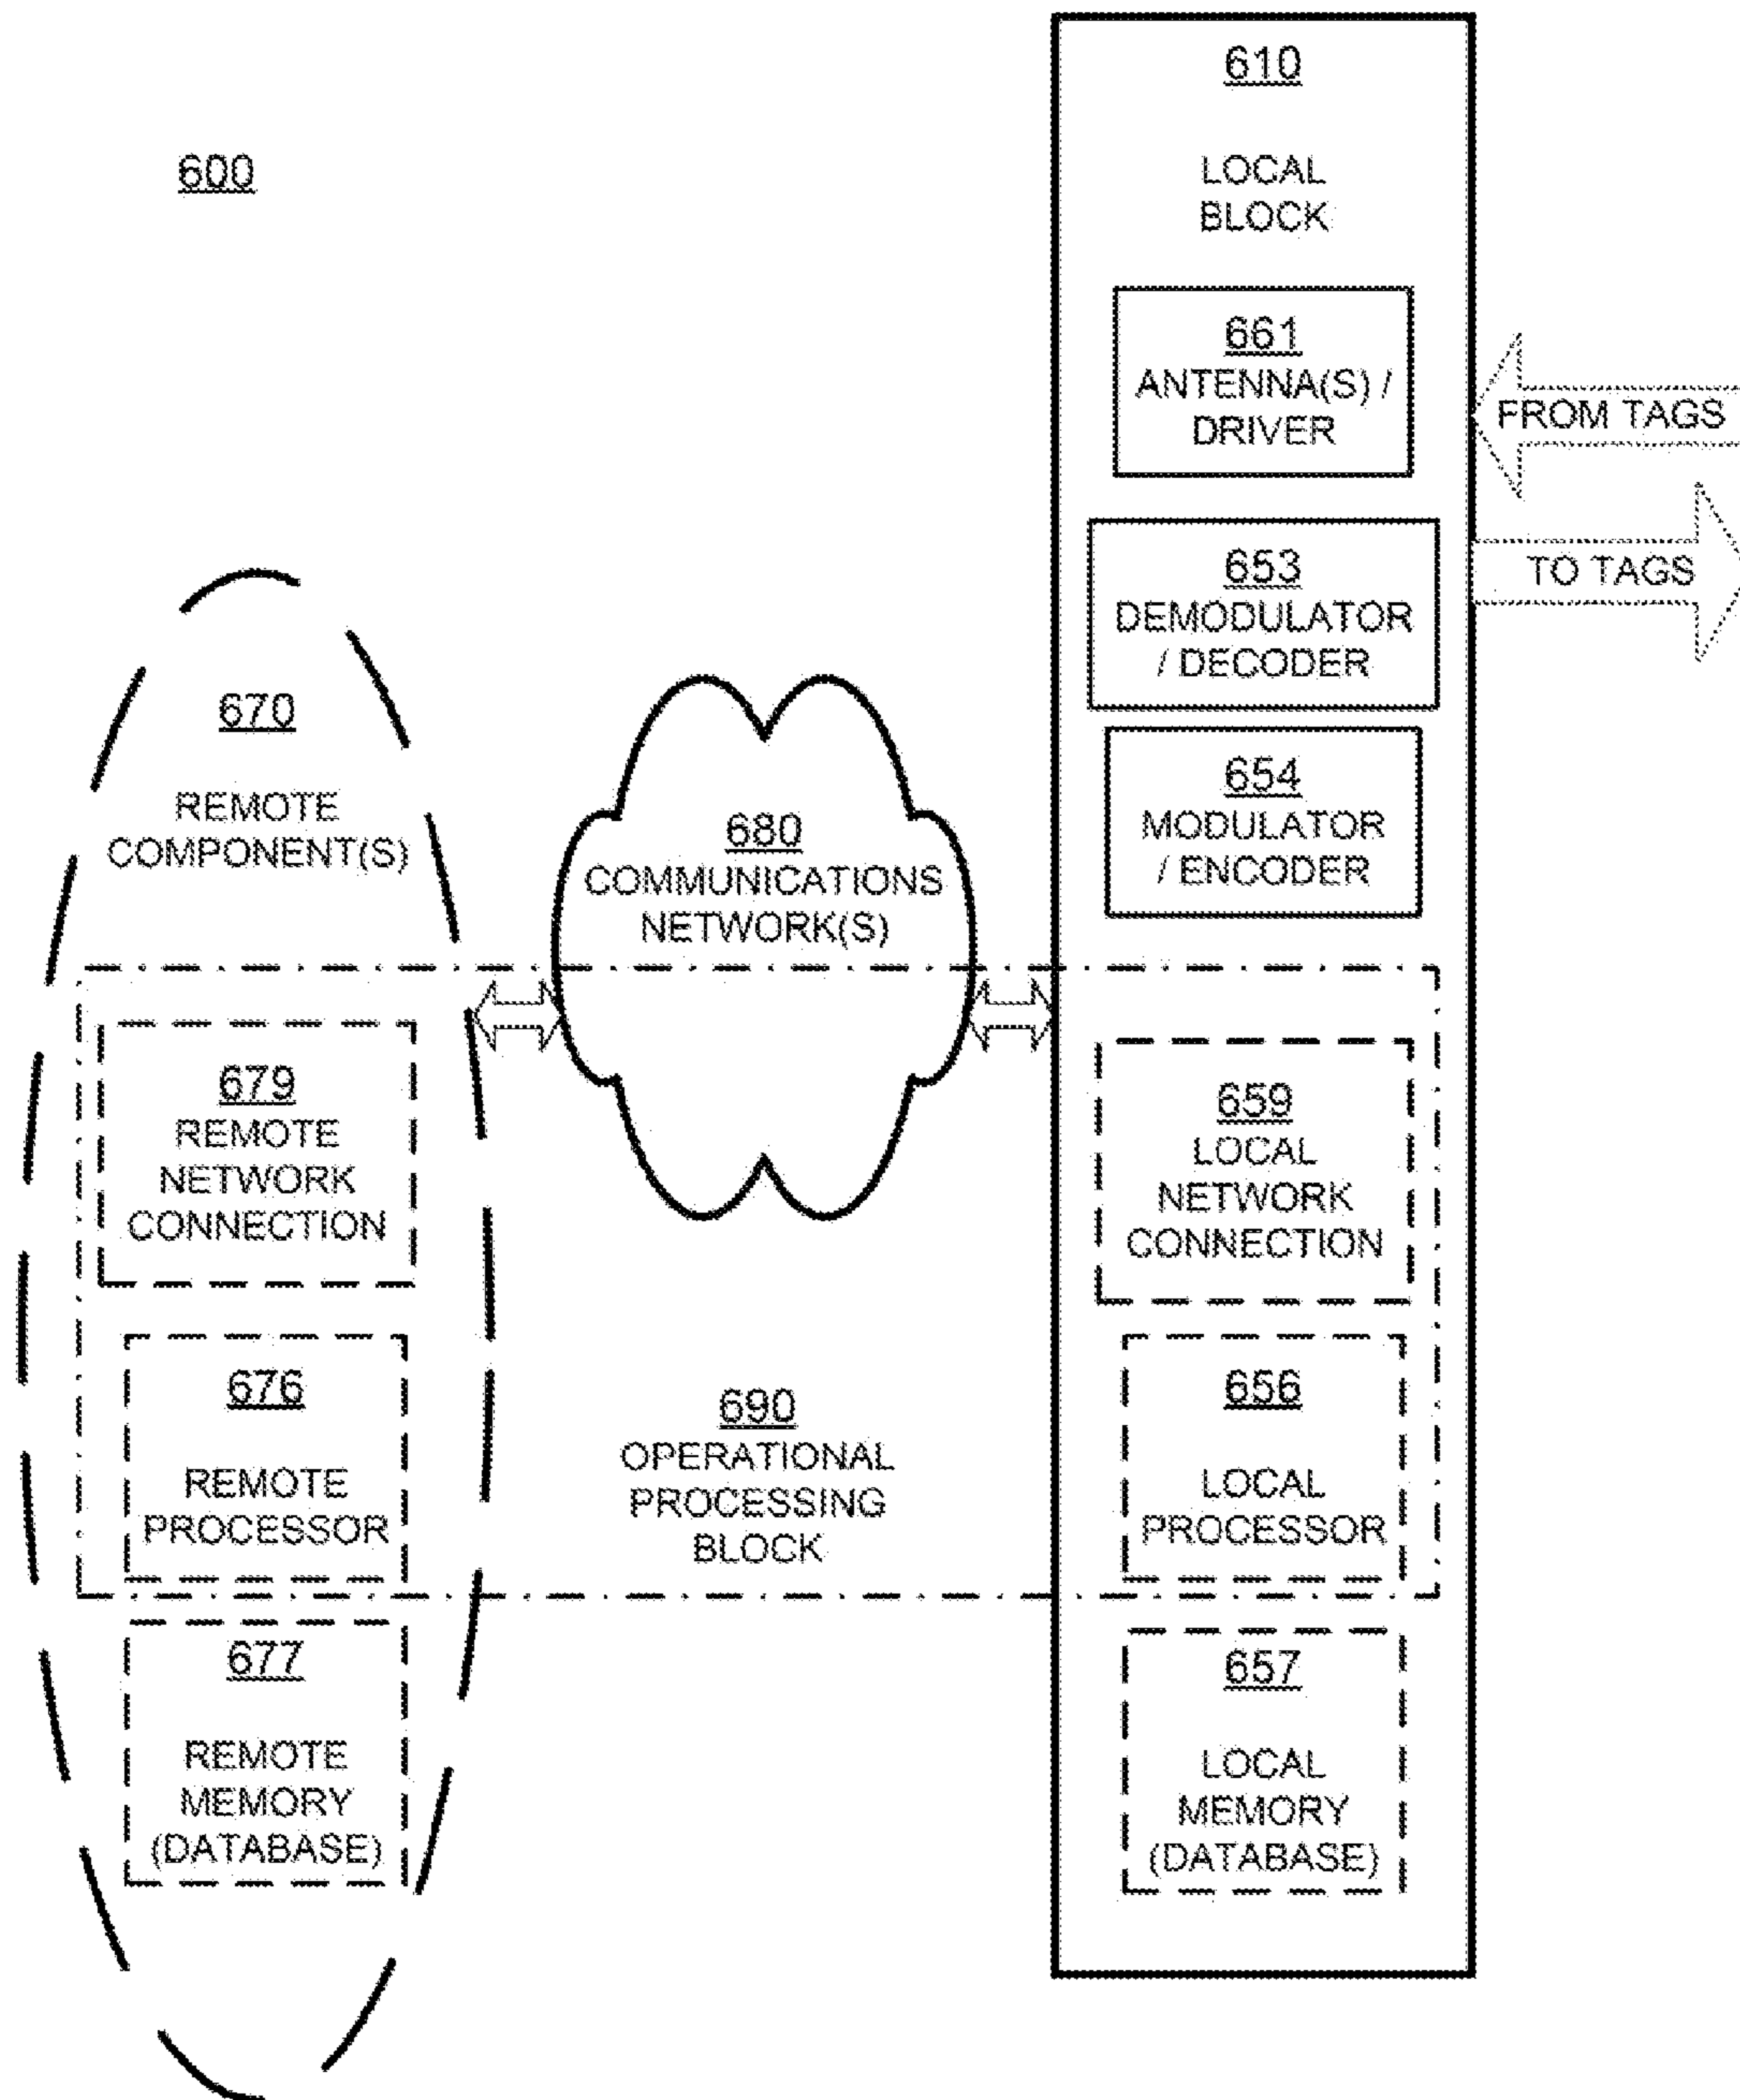 600
610
LOCAL
BLOCK
661
ANTENNA(S) /
DRIVER
FROM TAGS
653
DEMODULATOR
/ DECODER
TO TAGS
654
MODULATOR
/ ENCODER
670
REMOTE
COMPONENT(S)
680
COMMUNICATIONS
NETWORK(S)
679
REMOTE
NETWORK
CONNECTION
659
LOCAL
NETWORK
CONNECTION
676
REMOTE
PROCESSOR
690
OPERATIONAL
PROCESSING
BLOCK
656
LOCAL
PROCESSOR
677
REMOTE
MEMORY
(DATABASE)
657
LOCAL
MEMORY
(DATABASE)